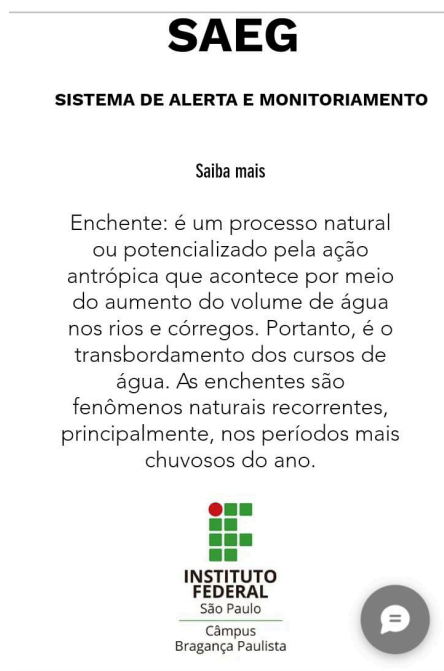 SAEG
SISTEMA DE ALERTA E MONITORIAMENTO
Saiba mais
Enchente: é um processo natural
ou potencializado pela ação
antrópica que acontece por meio
do aumento do volume de água
nos rios e córregos. Portanto, é o
transbordamento dos cursos de
água. As enchentes são
fenômenos naturais recorrentes,
principalmente, nos períodos mais
chuvosos do ano.
INSTITUTO
FEDERAL
São Paulo
Câmpus
Bragança Paulista